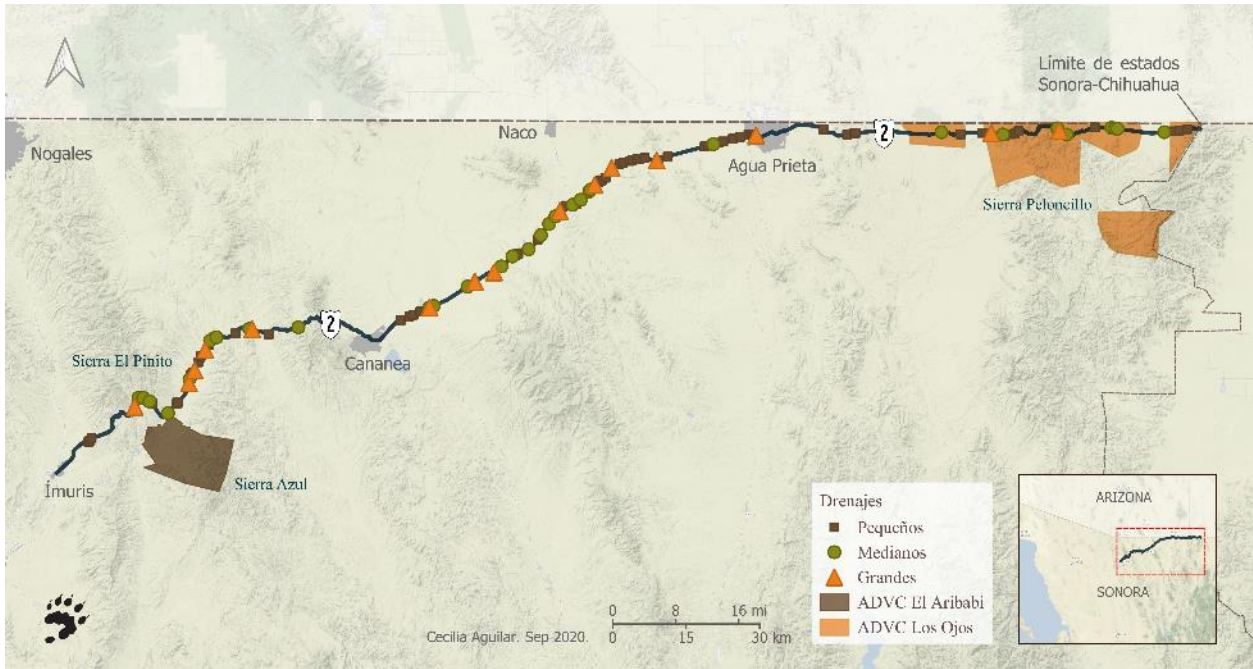 Límite de estados
Sonora-Chihuahua
Nogales
Naco
2
Agua Prieta
Sierra Peloncillo
2
Sierra El Pinito
Cananea
Ímuris
Sierra Azul
Drenajes
Pequeños
Medianos
Grandes
ADVC El Aribabi
ADVC Los Ojos
ARIZONA
SONORA
0 8 16 mi
0 15 30 km
Cecilia Aguilar. Sep 2020.